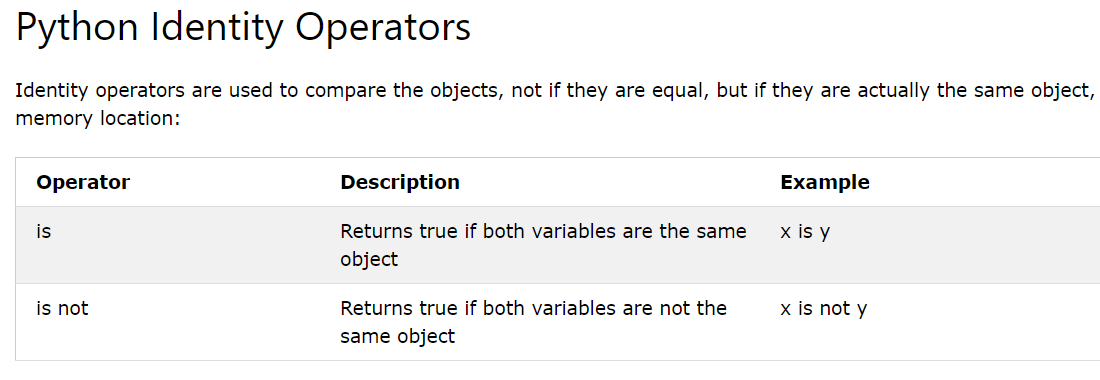 Python Identity Operators
Identity operators are used to compare the objects, not if they are equal, but if they are actually the same object,
memory location:
Operator Description Example
is Returns true if both variables are the same x is y
object
is not Returns true if both variables are not the x is not y
same object